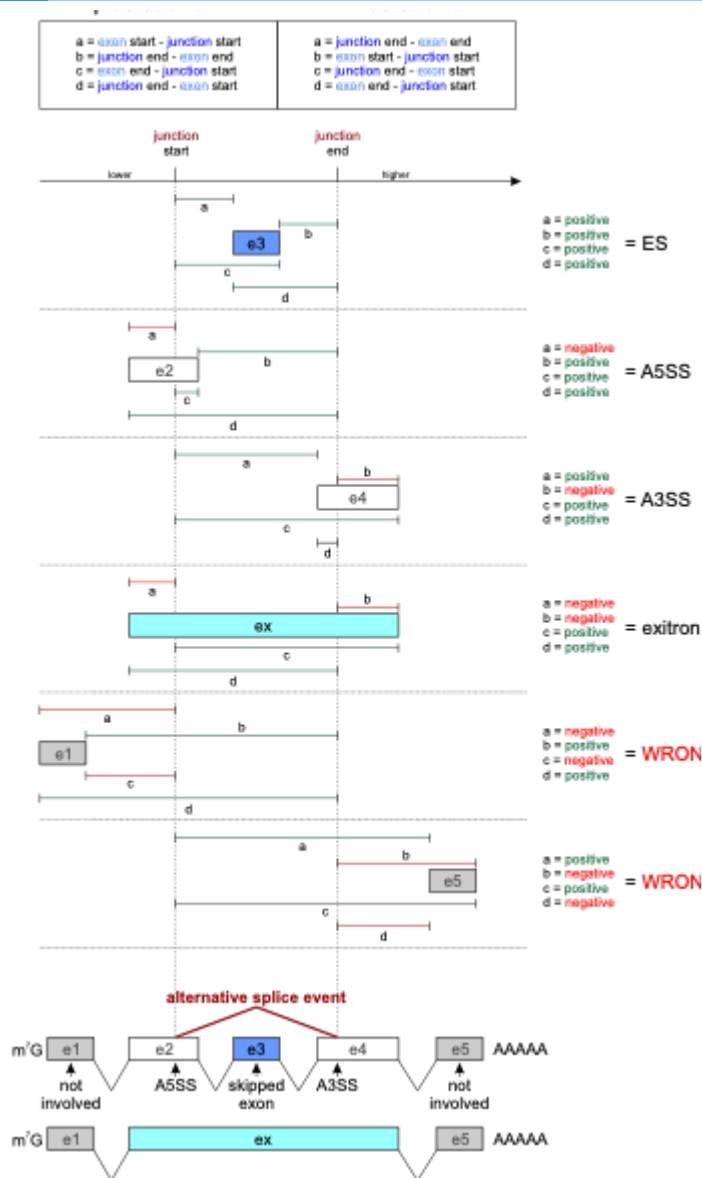 a = exon start - junction start
b = junction end - exon end
c = exon end - junction start
d = junction end - exon start
a = junction end - exon end
b = exon start - junction start
c = junction end - exon start
d = exon end - junction start
junction
start
junction
end
lower
higher
a
b
e3
c
d
a = positive
b = positive
c = positive
d = positive
= ES
a
b
e2
c
d
a = negative
b = positive
c = positive
d = positive
= A5SS
a
b
e4
c
d
a = positive
b = negative
c = positive
d = positive
= A3SS
a
b
ex
c
d
a = negative
b = negative
c = positive
d = positive
= exitron
a
b
e1
c
d
a = negative
b = positive
c = negative
d = positive
= WRON
a
b
e5
c
d
a = positive
b = negative
c = positive
d = negative
= WRON
alternative splice event
m⁷G e1 e2 e3 e4 e5 AAAAA
not
involved
A5SS
skipped
exon
A3SS
not
involved
m⁷G e1 ex e5 AAAAA